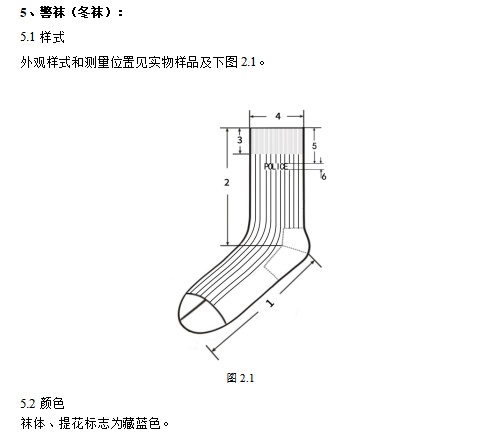 5、警袜（冬袜）：
5.1 样式
外观样式和测量位置见实物样品及下图 2.1。
4
3
5
POLICE
6
2
1
图 2.1
5.2 颜色
袜体、提花标志为藏蓝色。